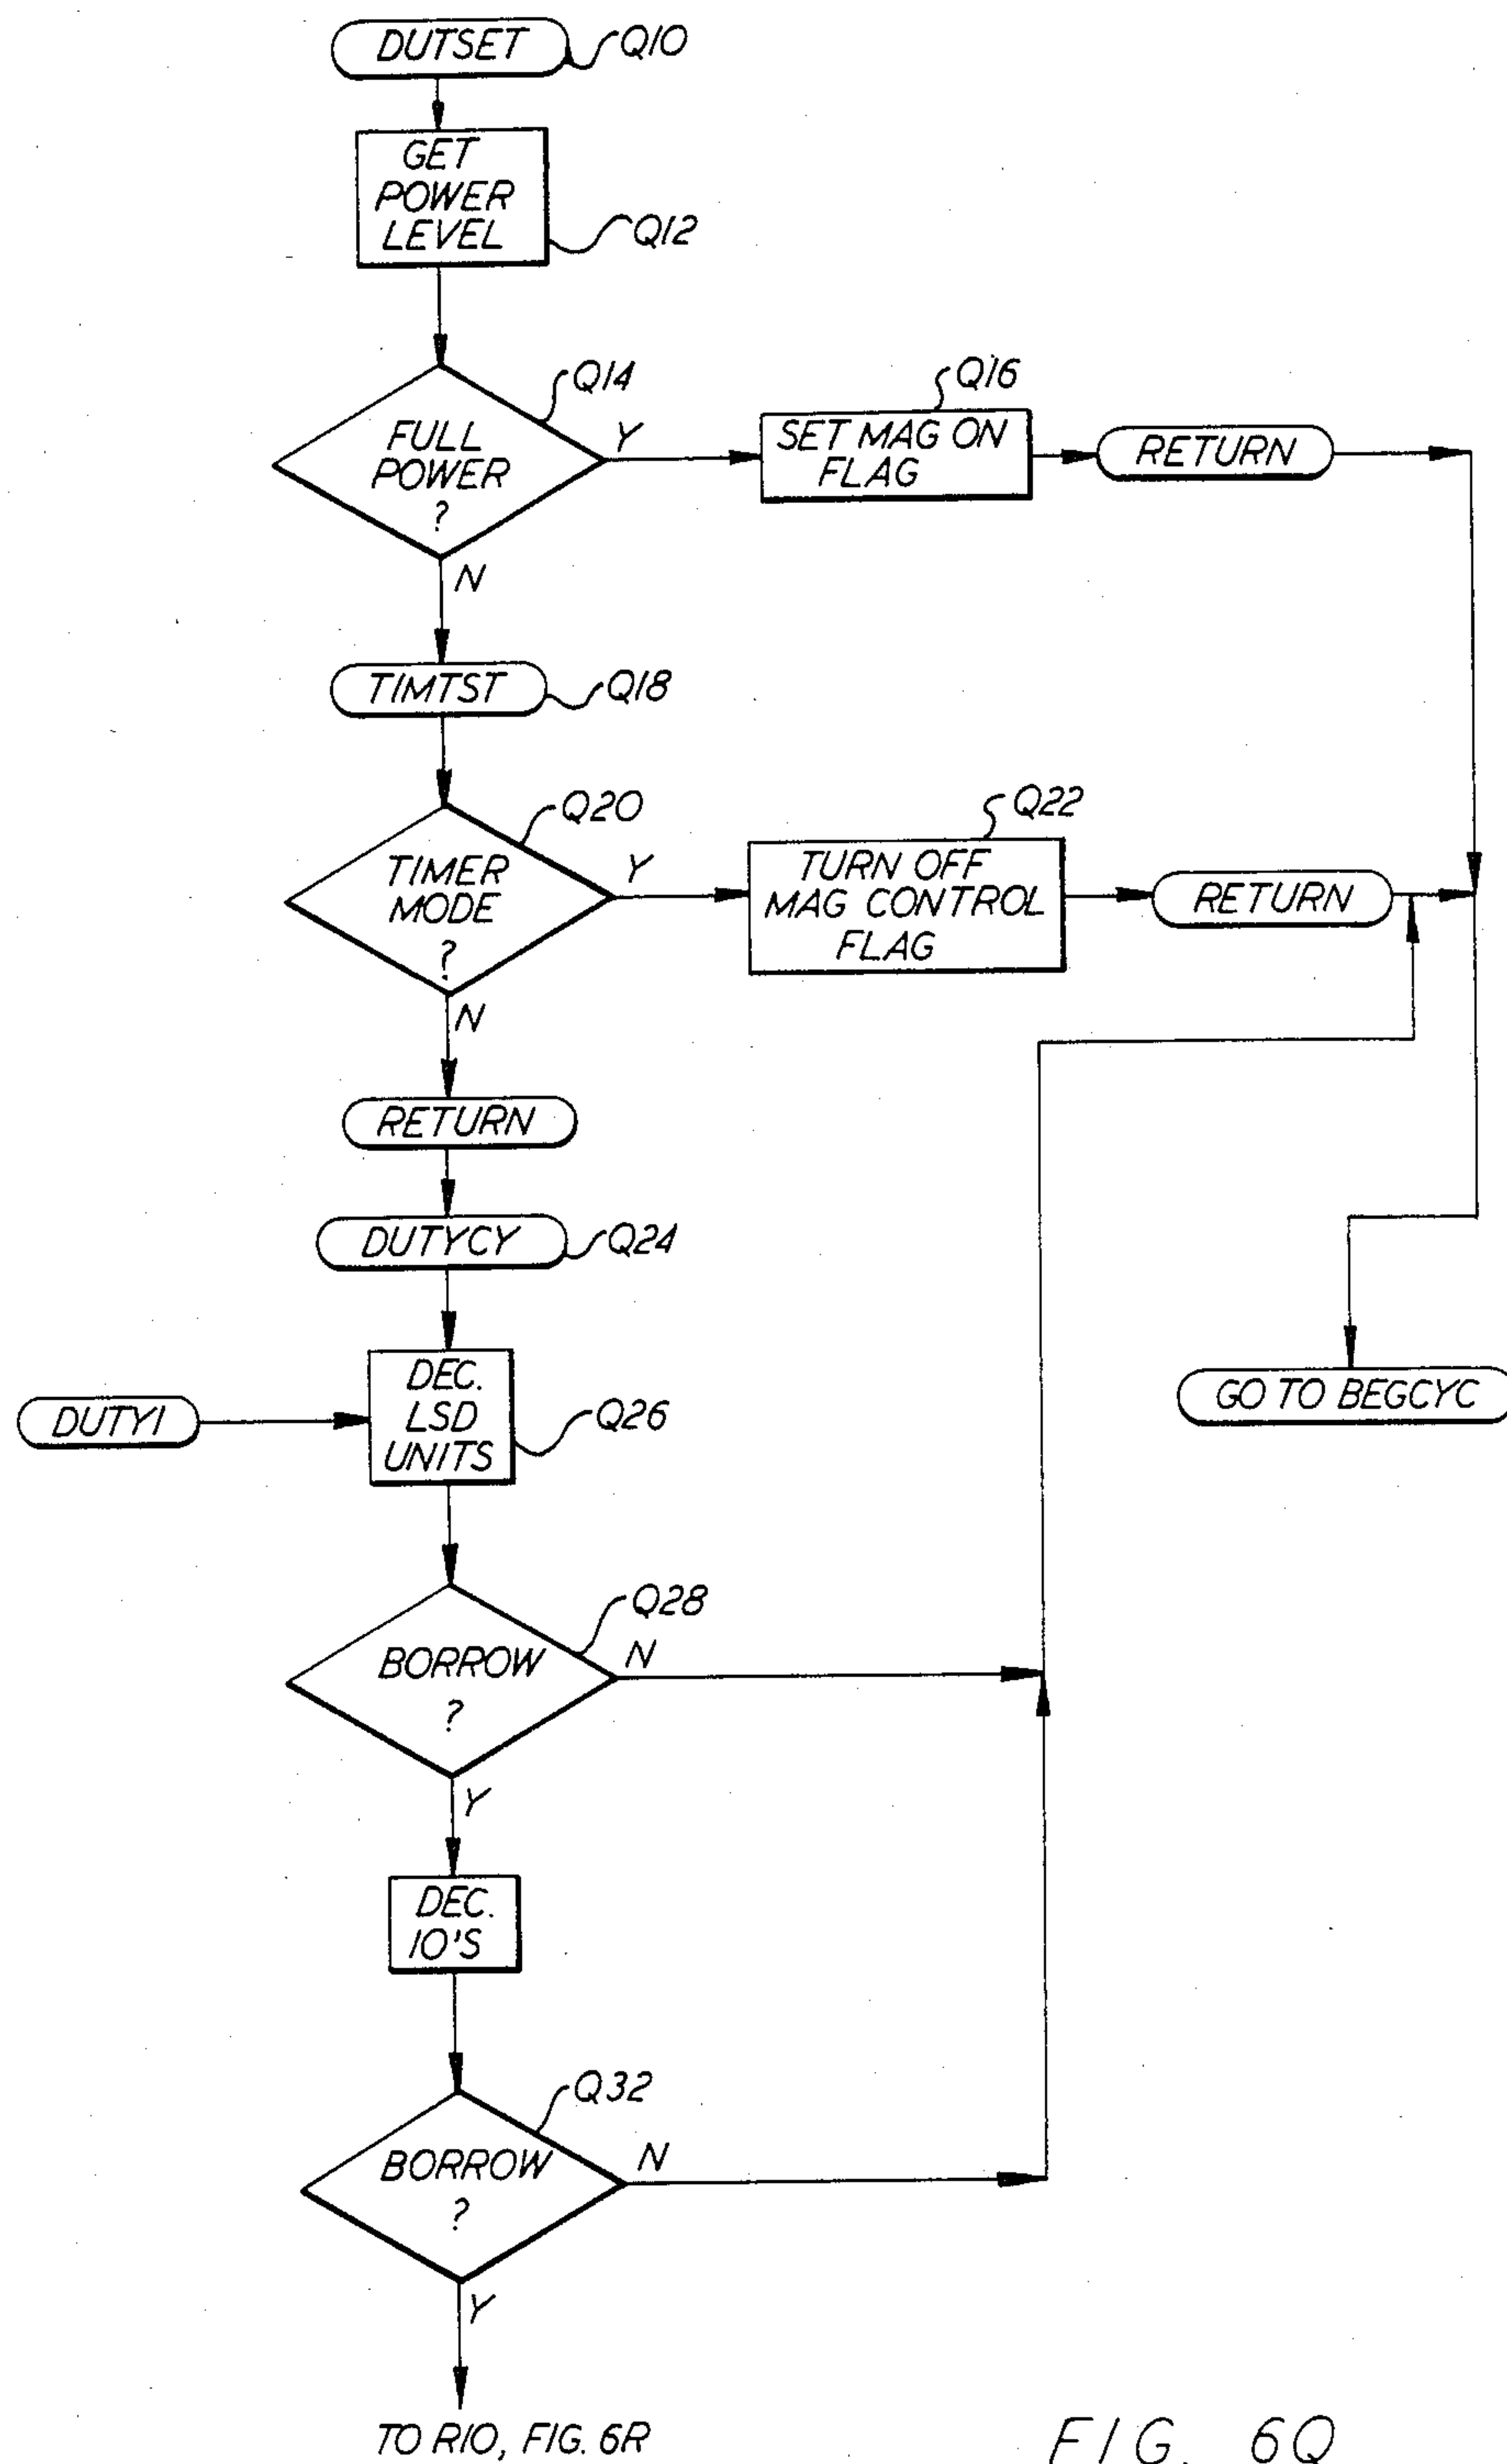 DUTSET
Q10
GET
POWER
LEVEL
Q12
Q14
FULL
POWER
?
Y
N
Q16
SET MAG ON
FLAG
RETURN
TIMTST
Q18
Q20
TIMER
MODE
?
Y
N
Q22
TURN OFF
MAG CONTROL
FLAG
RETURN
RETURN
DUTYCY
Q24
DUTY1
DEC.
LSD
UNITS
Q26
GO TO BEGCYC
Q28
BORROW
?
N
Y
DEC.
10'S
Q32
BORROW
?
N
Y
TO R10, FIG. 6R
FIG. 6Q